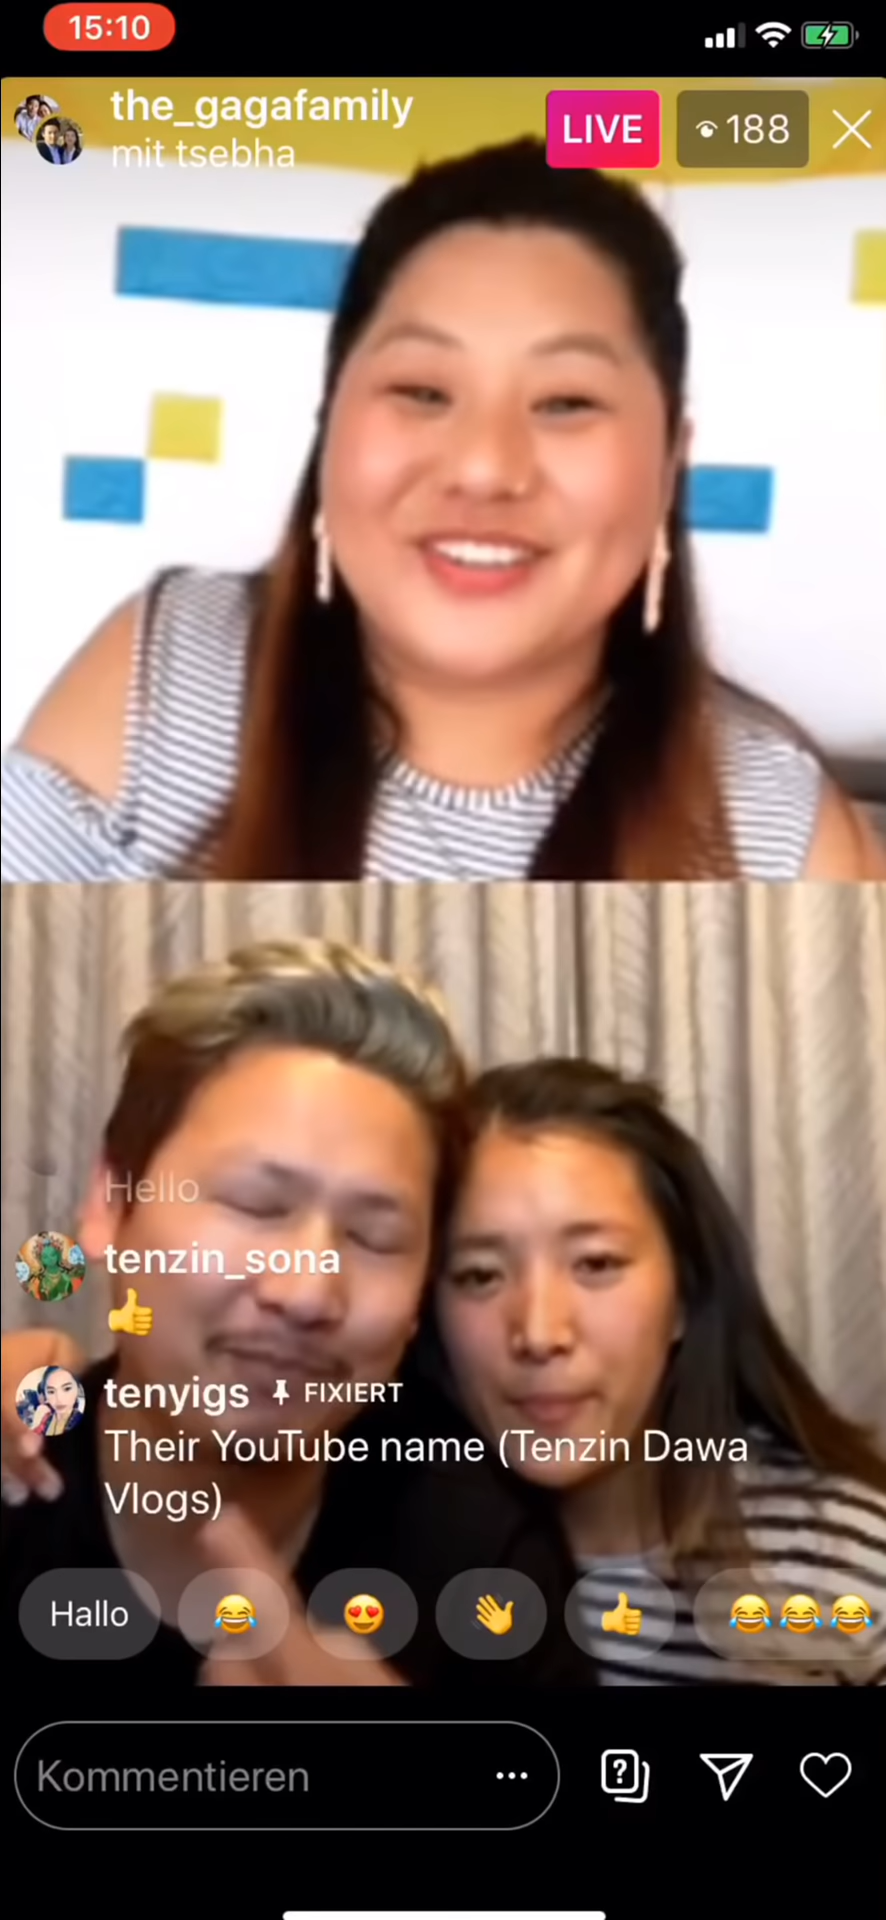 15:10
the_gagafamily
mit tsebha
LIVE
188
Hello
tenzin_sona
👍
tenyigs FIXIERT
Their YouTube name (Tenzin Dawa
Vlogs)
Hallo 😂 😍 👋 👍 😂😂😂
Kommentieren ...